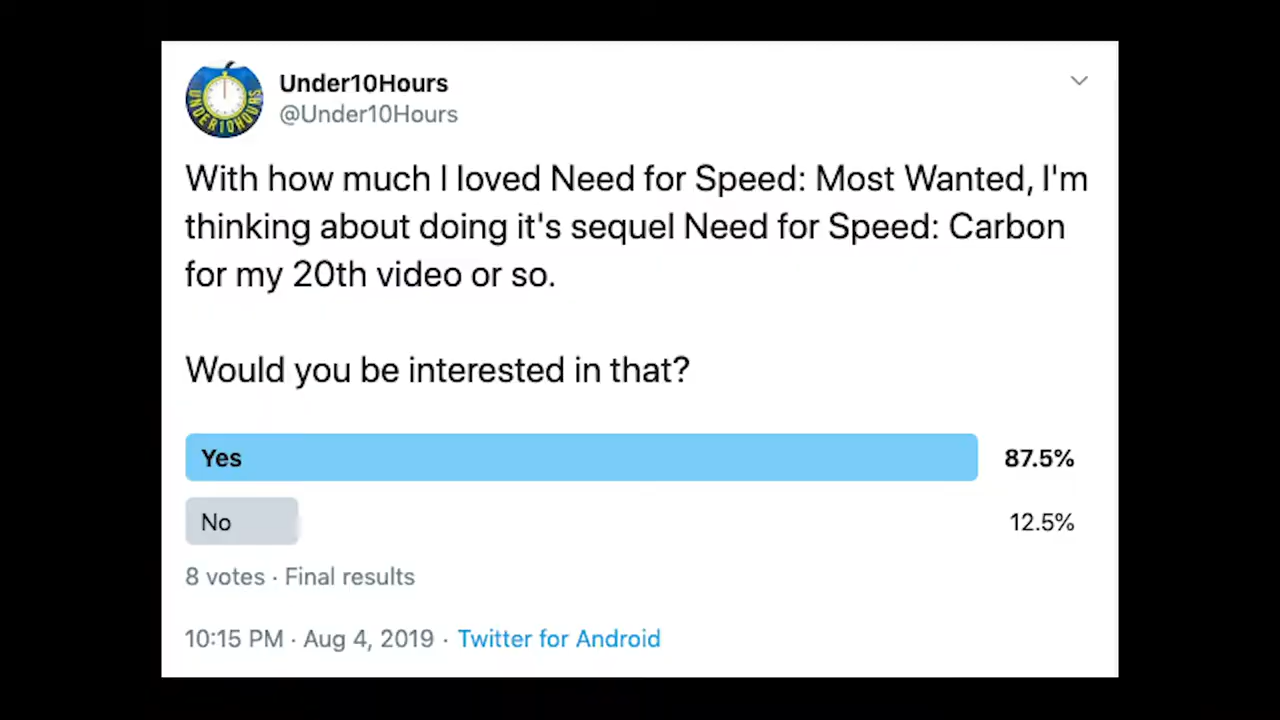 UNDER10HOURS
Under10Hours
@Under10Hours
With how much I loved Need for Speed: Most Wanted, I'm
thinking about doing it's sequel Need for Speed: Carbon
for my 20th video or so.
Would you be interested in that?
Yes 87.5%
No 12.5%
8 votes · Final results
10:15 PM · Aug 4, 2019 · Twitter for Android